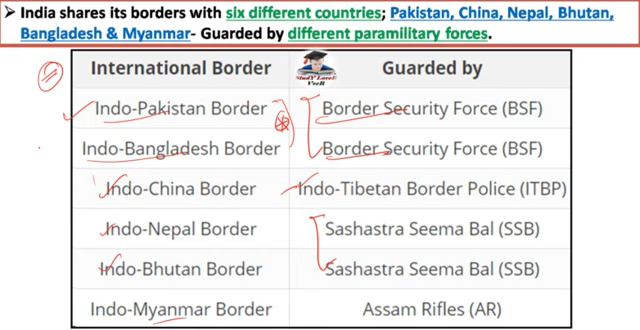 ➢ India shares its borders with six different countries; Pakistan, China, Nepal, Bhutan,
Bangladesh & Myanmar- Guarded by different paramilitary forces.
International Border Guarded by
StudY LoveR
VeeR
Indo-Pakistan Border Border Security Force (BSF)
Indo-Bangladesh Border Border Security Force (BSF)
Indo-China Border Indo-Tibetan Border Police (ITBP)
Indo-Nepal Border Sashastra Seema Bal (SSB)
Indo-Bhutan Border Sashastra Seema Bal (SSB)
Indo-Myanmar Border Assam Rifles (AR)